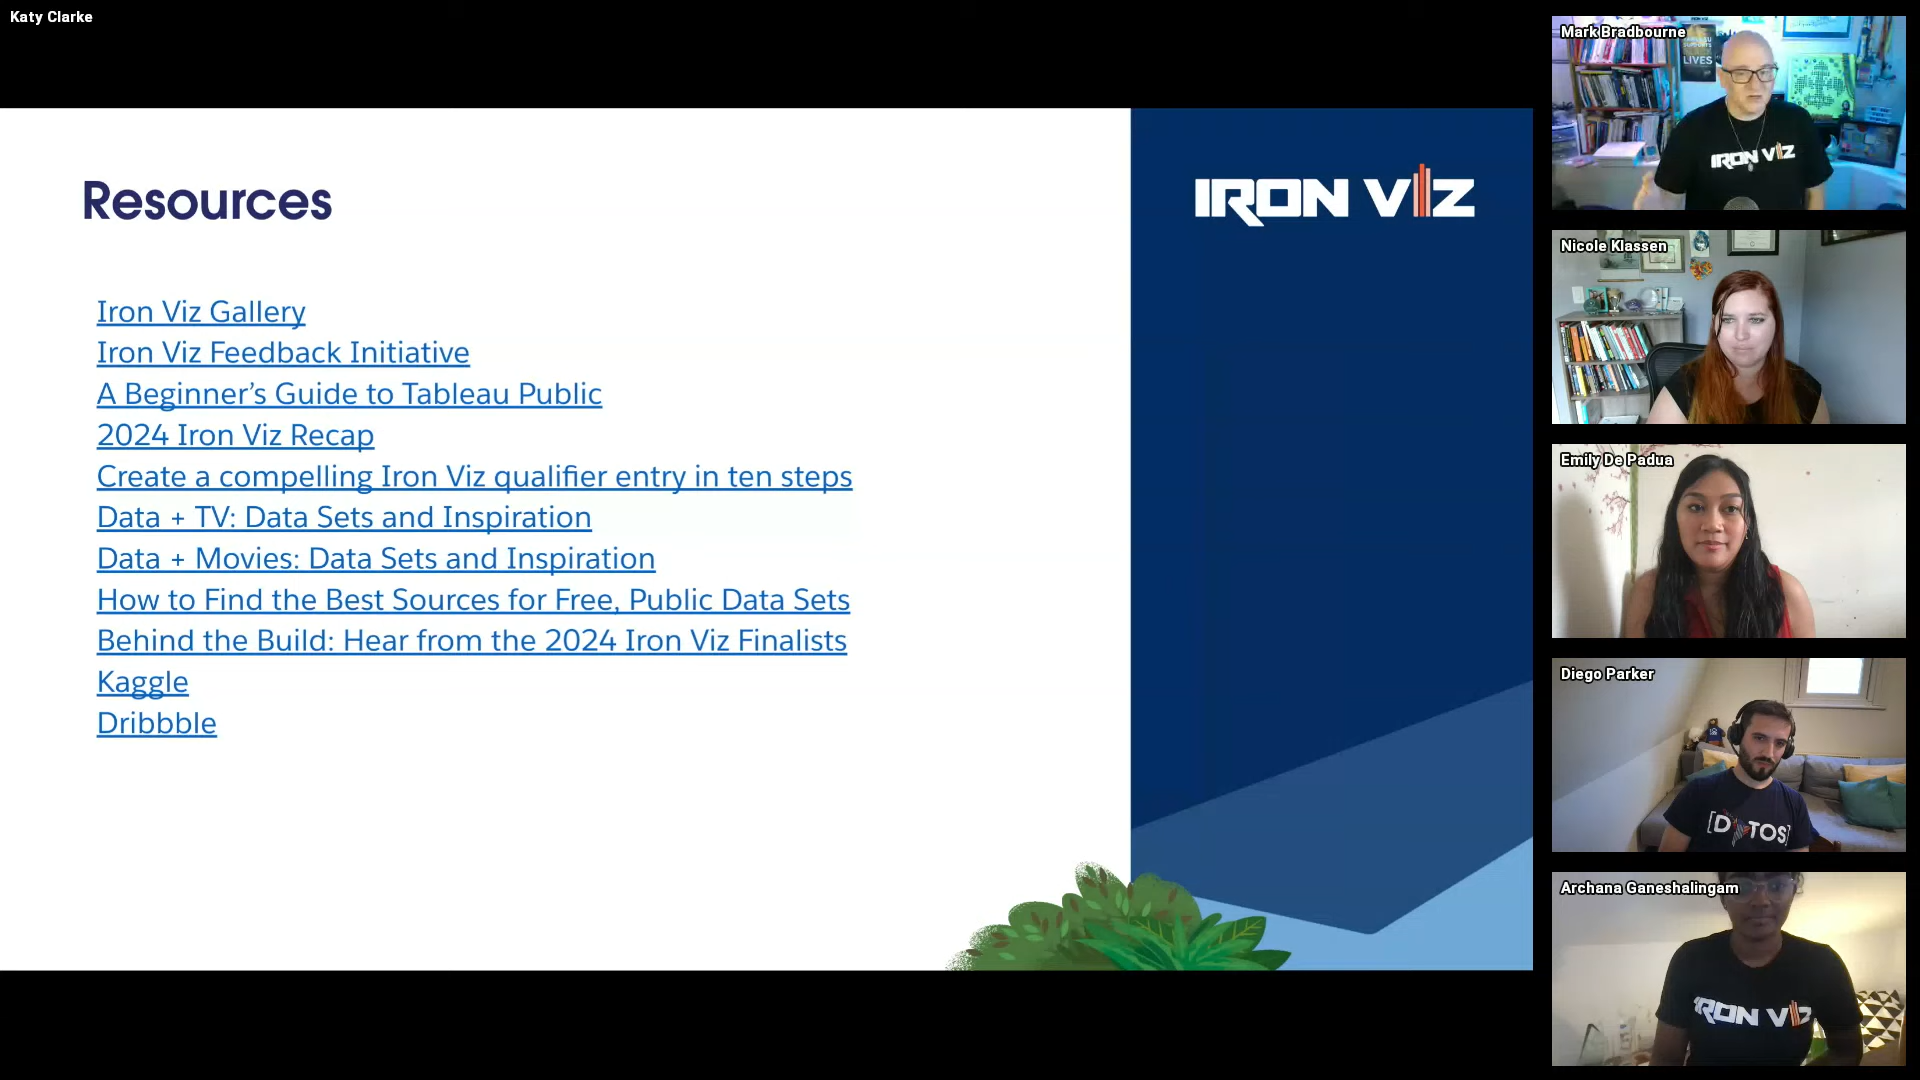 Katy Clarke
Resources
Iron Viz Gallery
Iron Viz Feedback Initiative
A Beginner’s Guide to Tableau Public
2024 Iron Viz Recap
Create a compelling Iron Viz qualifier entry in ten steps
Data + TV: Data Sets and Inspiration
Data + Movies: Data Sets and Inspiration
How to Find the Best Sources for Free, Public Data Sets
Behind the Build: Hear from the 2024 Iron Viz Finalists
Kaggle
Dribbble
IRON VIZ
Mark Bradbourne
LIVES
IRON VIZ
Nicole Klassen
Emily De Padua
Diego Parker
[DATOS]
Archana Ganeshalingam
IRON VIZ